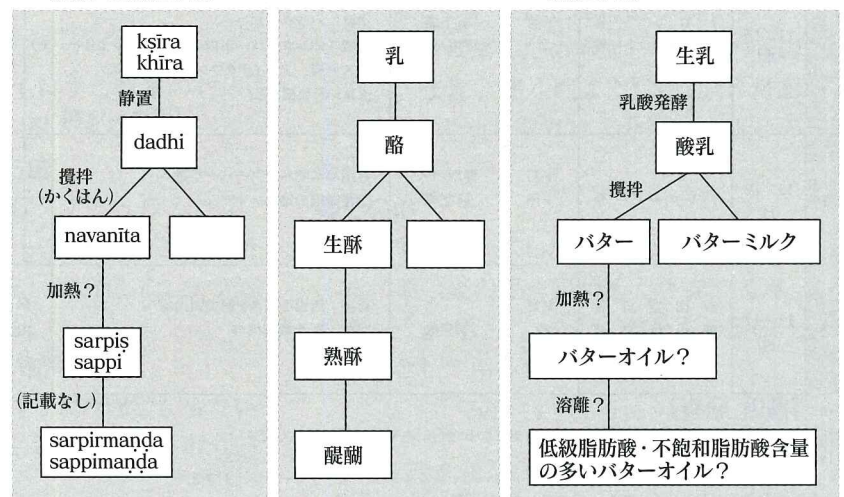 kṣīra
khīra
静置
dadhi
攪拌
(かくはん)
navanīta
加熱？
sarpiṣ
sappi
(記載なし)
sarpirmaṇḍa
sappimaṇḍa
乳
酪
生酥
熟酥
醍醐
生乳
乳酸発酵
酸乳
攪拌
バター
バターミルク
加熱？
バターオイル？
溶離？
低級脂肪酸・不飽和脂肪酸含量
の多いバターオイル？